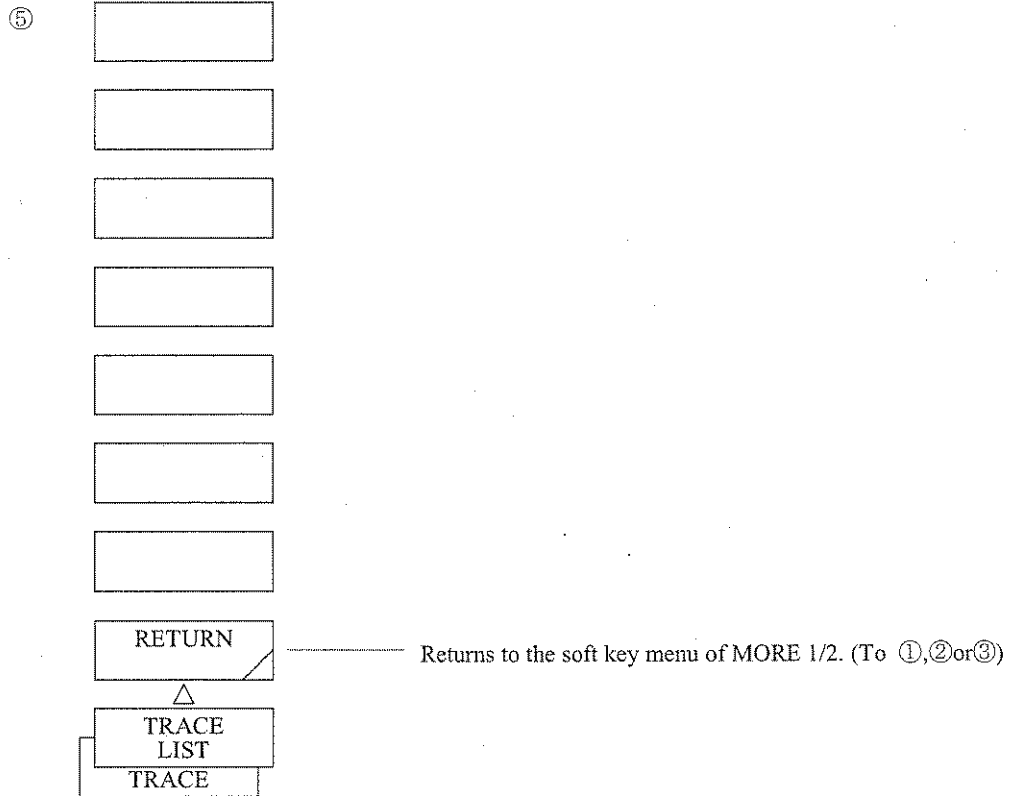 ⑤
RETURN
Returns to the soft key menu of MORE 1/2. (To ①,②or③)
△
TRACE
LIST
TRACE